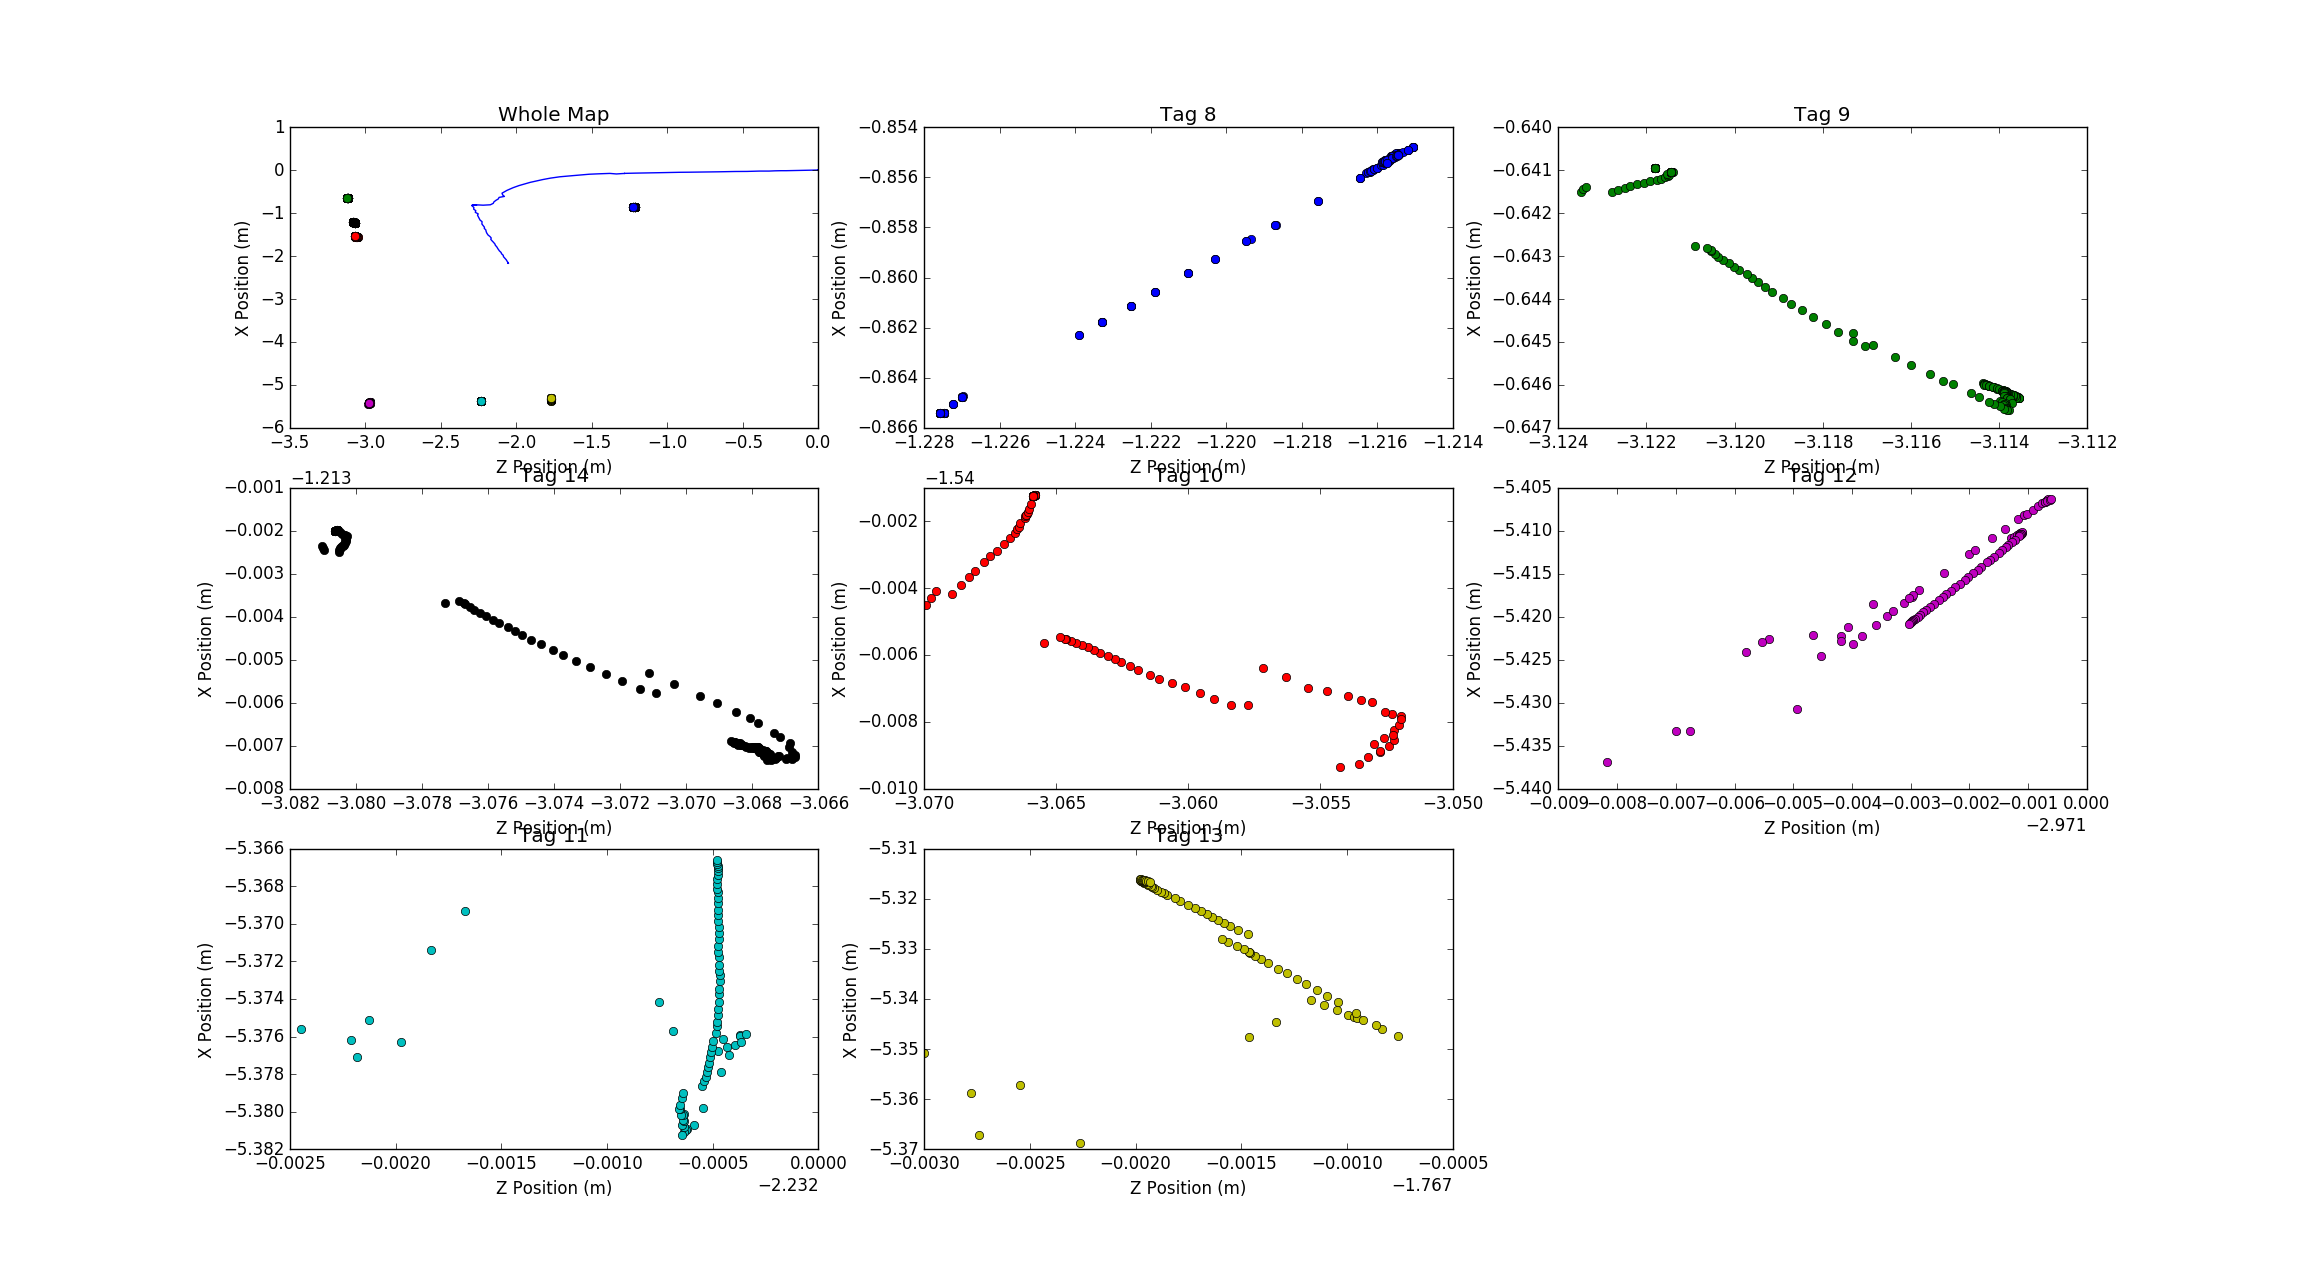 Whole Map
1
0
−1
−2
−3
−4
−5
−6
X Position (m)
−3.5 −3.0 −2.5 −2.0 −1.5 −1.0 −0.5 0.0
Z Position (m)
Tag 8
−0.854
−0.856
−0.858
−0.860
−0.862
−0.864
−0.866
X Position (m)
−1.228 −1.226 −1.224 −1.222 −1.220 −1.218 −1.216 −1.214
Z Position (m)
Tag 9
−0.640
−0.641
−0.642
−0.643
−0.644
−0.645
−0.646
−0.647
X Position (m)
−3.124 −3.122 −3.120 −3.118 −3.116 −3.114 −3.112
Z Position (m)
Tag 14
−1.213
−0.001
−0.002
−0.003
−0.004
−0.005
−0.006
−0.007
−0.008
X Position (m)
−3.082 −3.080 −3.078 −3.076 −3.074 −3.072 −3.070 −3.068 −3.066
Z Position (m)
Tag 10
−1.54
−0.002
−0.004
−0.006
−0.008
−0.010
X Position (m)
−3.070 −3.065 −3.060 −3.055 −3.050
Z Position (m)
Tag 12
−5.405
−5.410
−5.415
−5.420
−5.425
−5.430
−5.435
−5.440
X Position (m)
−0.009 −0.008 −0.007 −0.006 −0.005 −0.004 −0.003 −0.002 −0.001 0.000
Z Position (m)
−2.971
Tag 11
−5.366
−5.368
−5.370
−5.372
−5.374
−5.376
−5.378
−5.380
−5.382
X Position (m)
−0.0025 −0.0020 −0.0015 −0.0010 −0.0005 0.0000
Z Position (m)
−2.232
Tag 13
−5.31
−5.32
−5.33
−5.34
−5.35
−5.36
−5.37
X Position (m)
−0.0030 −0.0025 −0.0020 −0.0015 −0.0010 −0.0005
Z Position (m)
−1.767